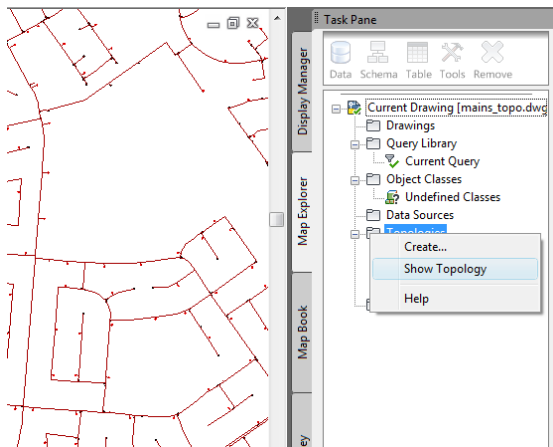 Task Pane
Data Schema Table Tools Remove
Display Manager
Map Explorer
Map Book
Current Drawing [mains_topo.dwg
Drawings
Query Library
Current Query
Object Classes
Undefined Classes
Data Sources
Topologies
Create...
Show Topology
Help